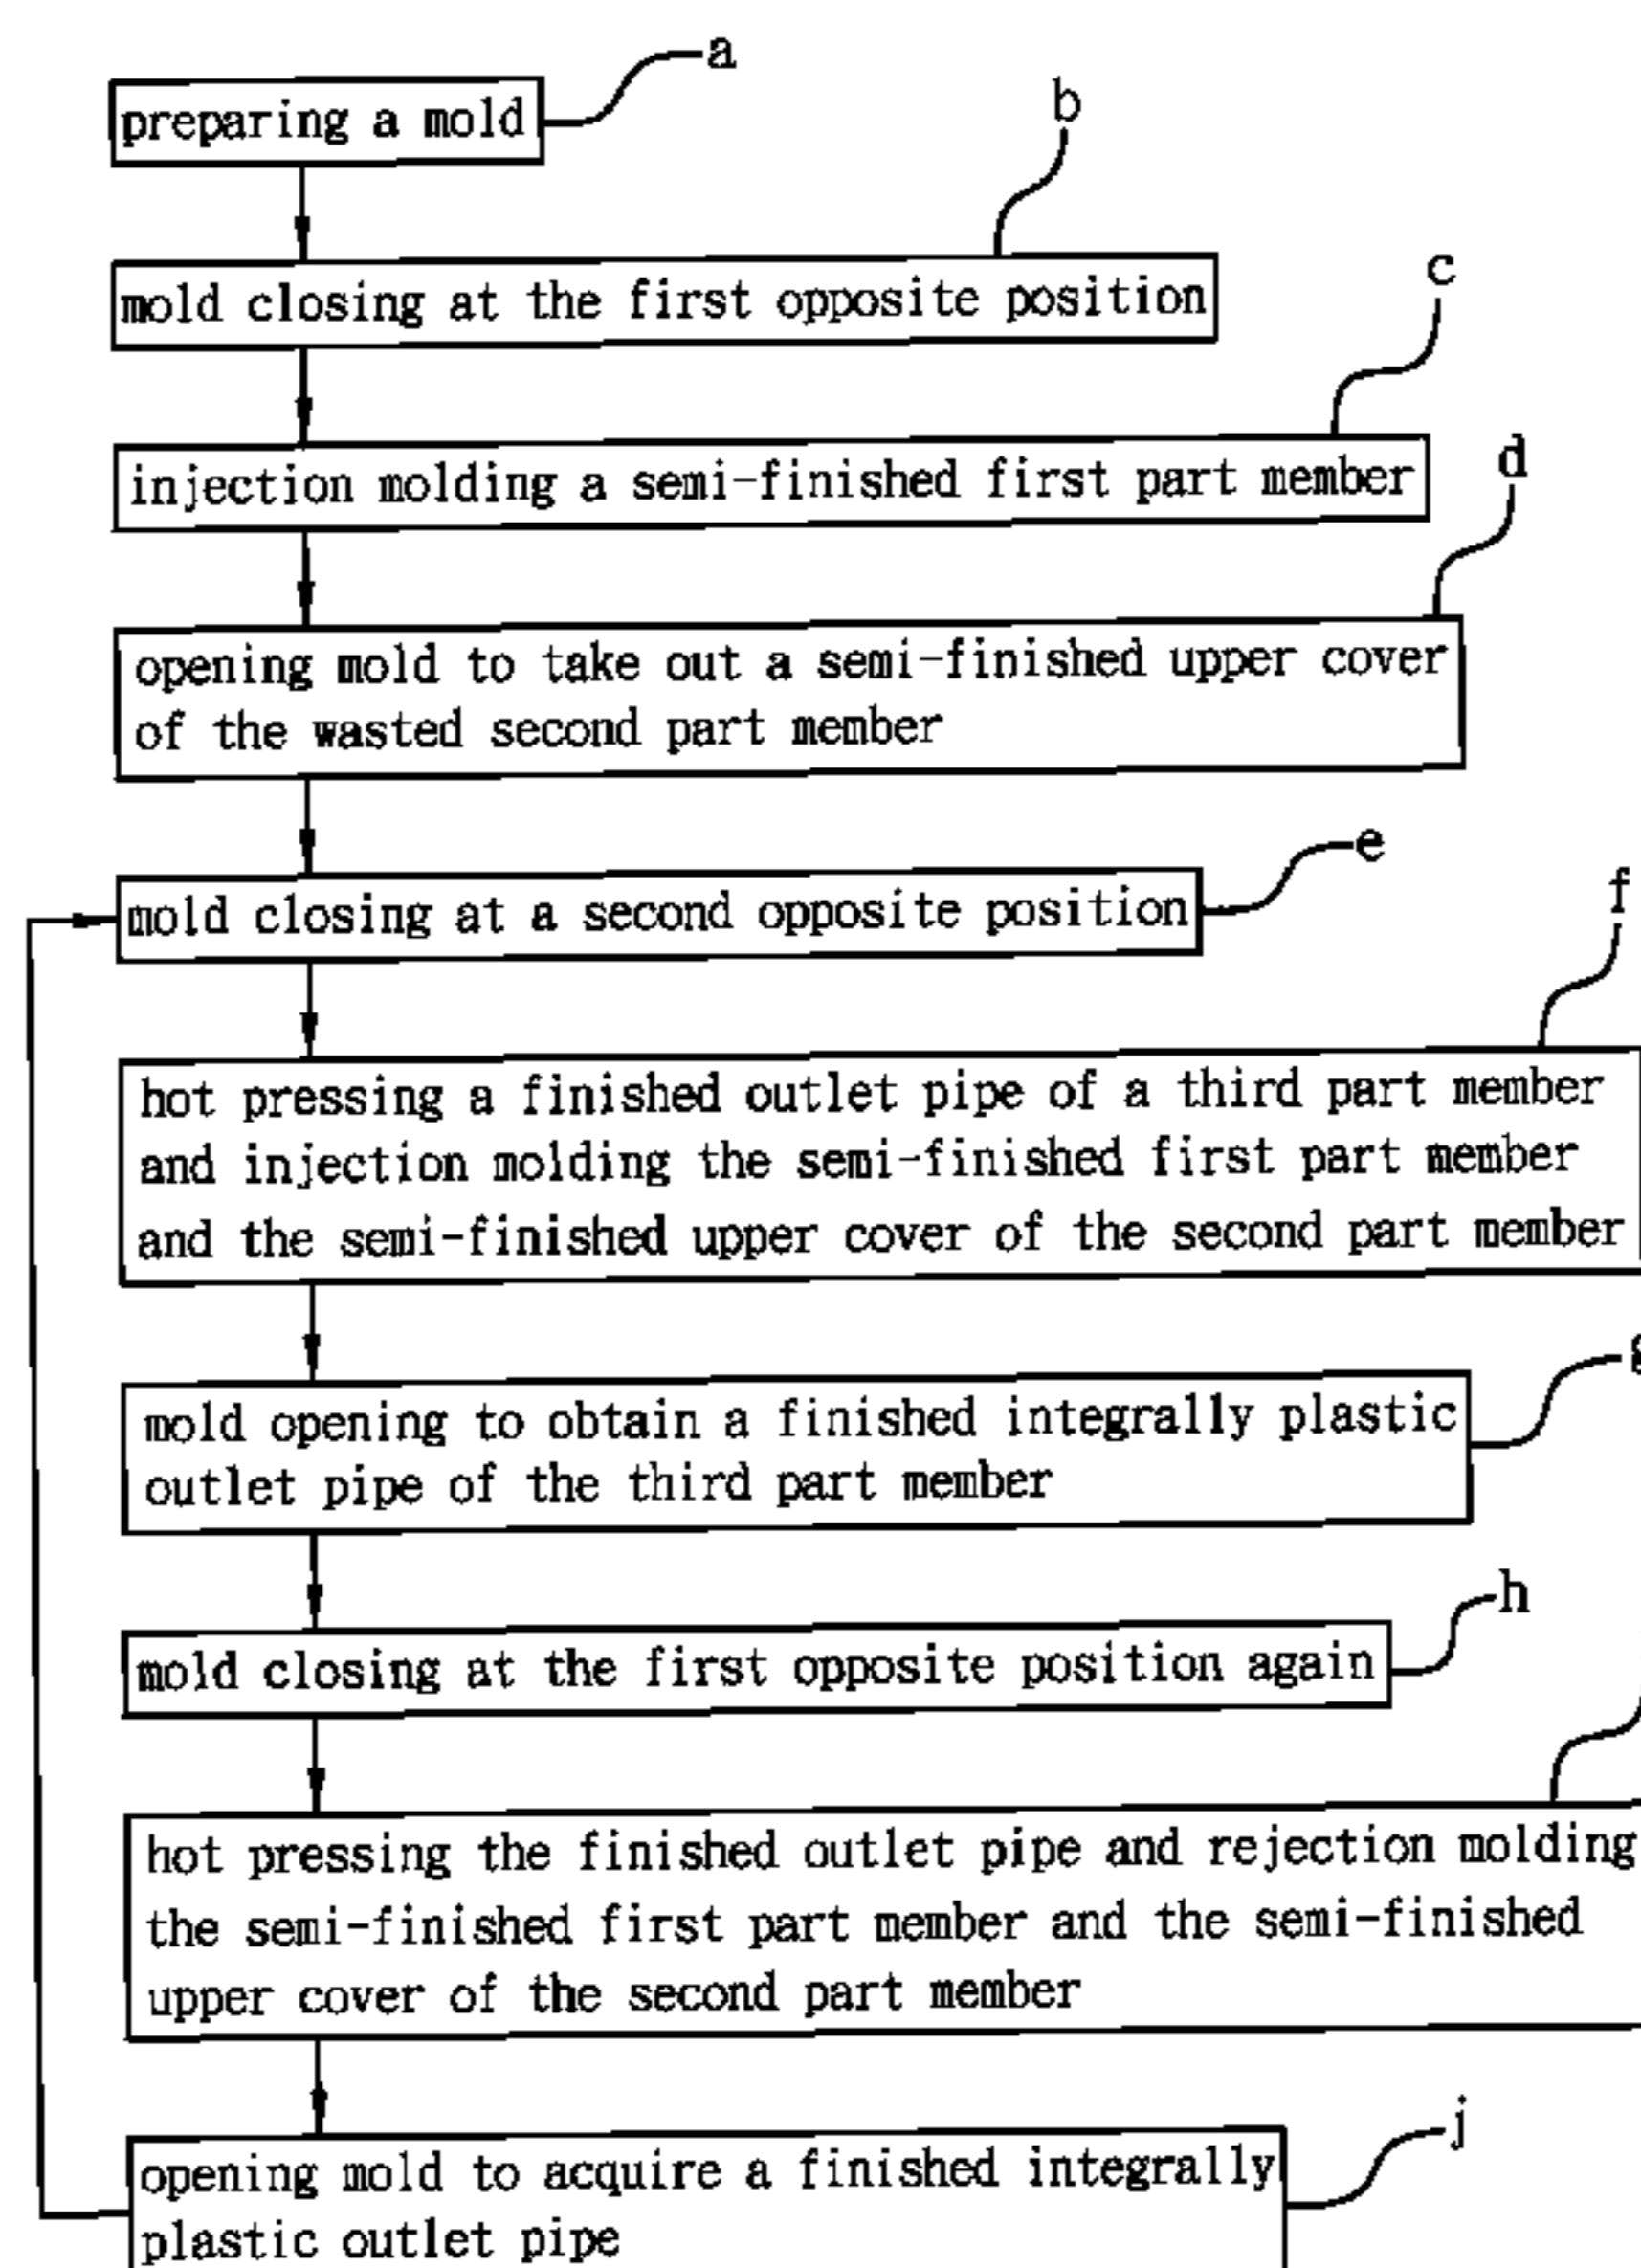 a
preparing a mold
b
mold closing at the first opposite position
c
injection molding a semi-finished first part member
d
opening mold to take out a semi-finished upper cover
of the wasted second part member
e
mold closing at a second opposite position
f
hot pressing a finished outlet pipe of a third part member
and injection molding the semi-finished first part member
and the semi-finished upper cover of the second part member
mold opening to obtain a finished integrally plastic
outlet pipe of the third part member
h
mold closing at the first opposite position again
hot pressing the finished outlet pipe and rejection molding
the semi-finished first part member and the semi-finished
upper cover of the second part member
j
opening mold to acquire a finished integrally
plastic outlet pipe